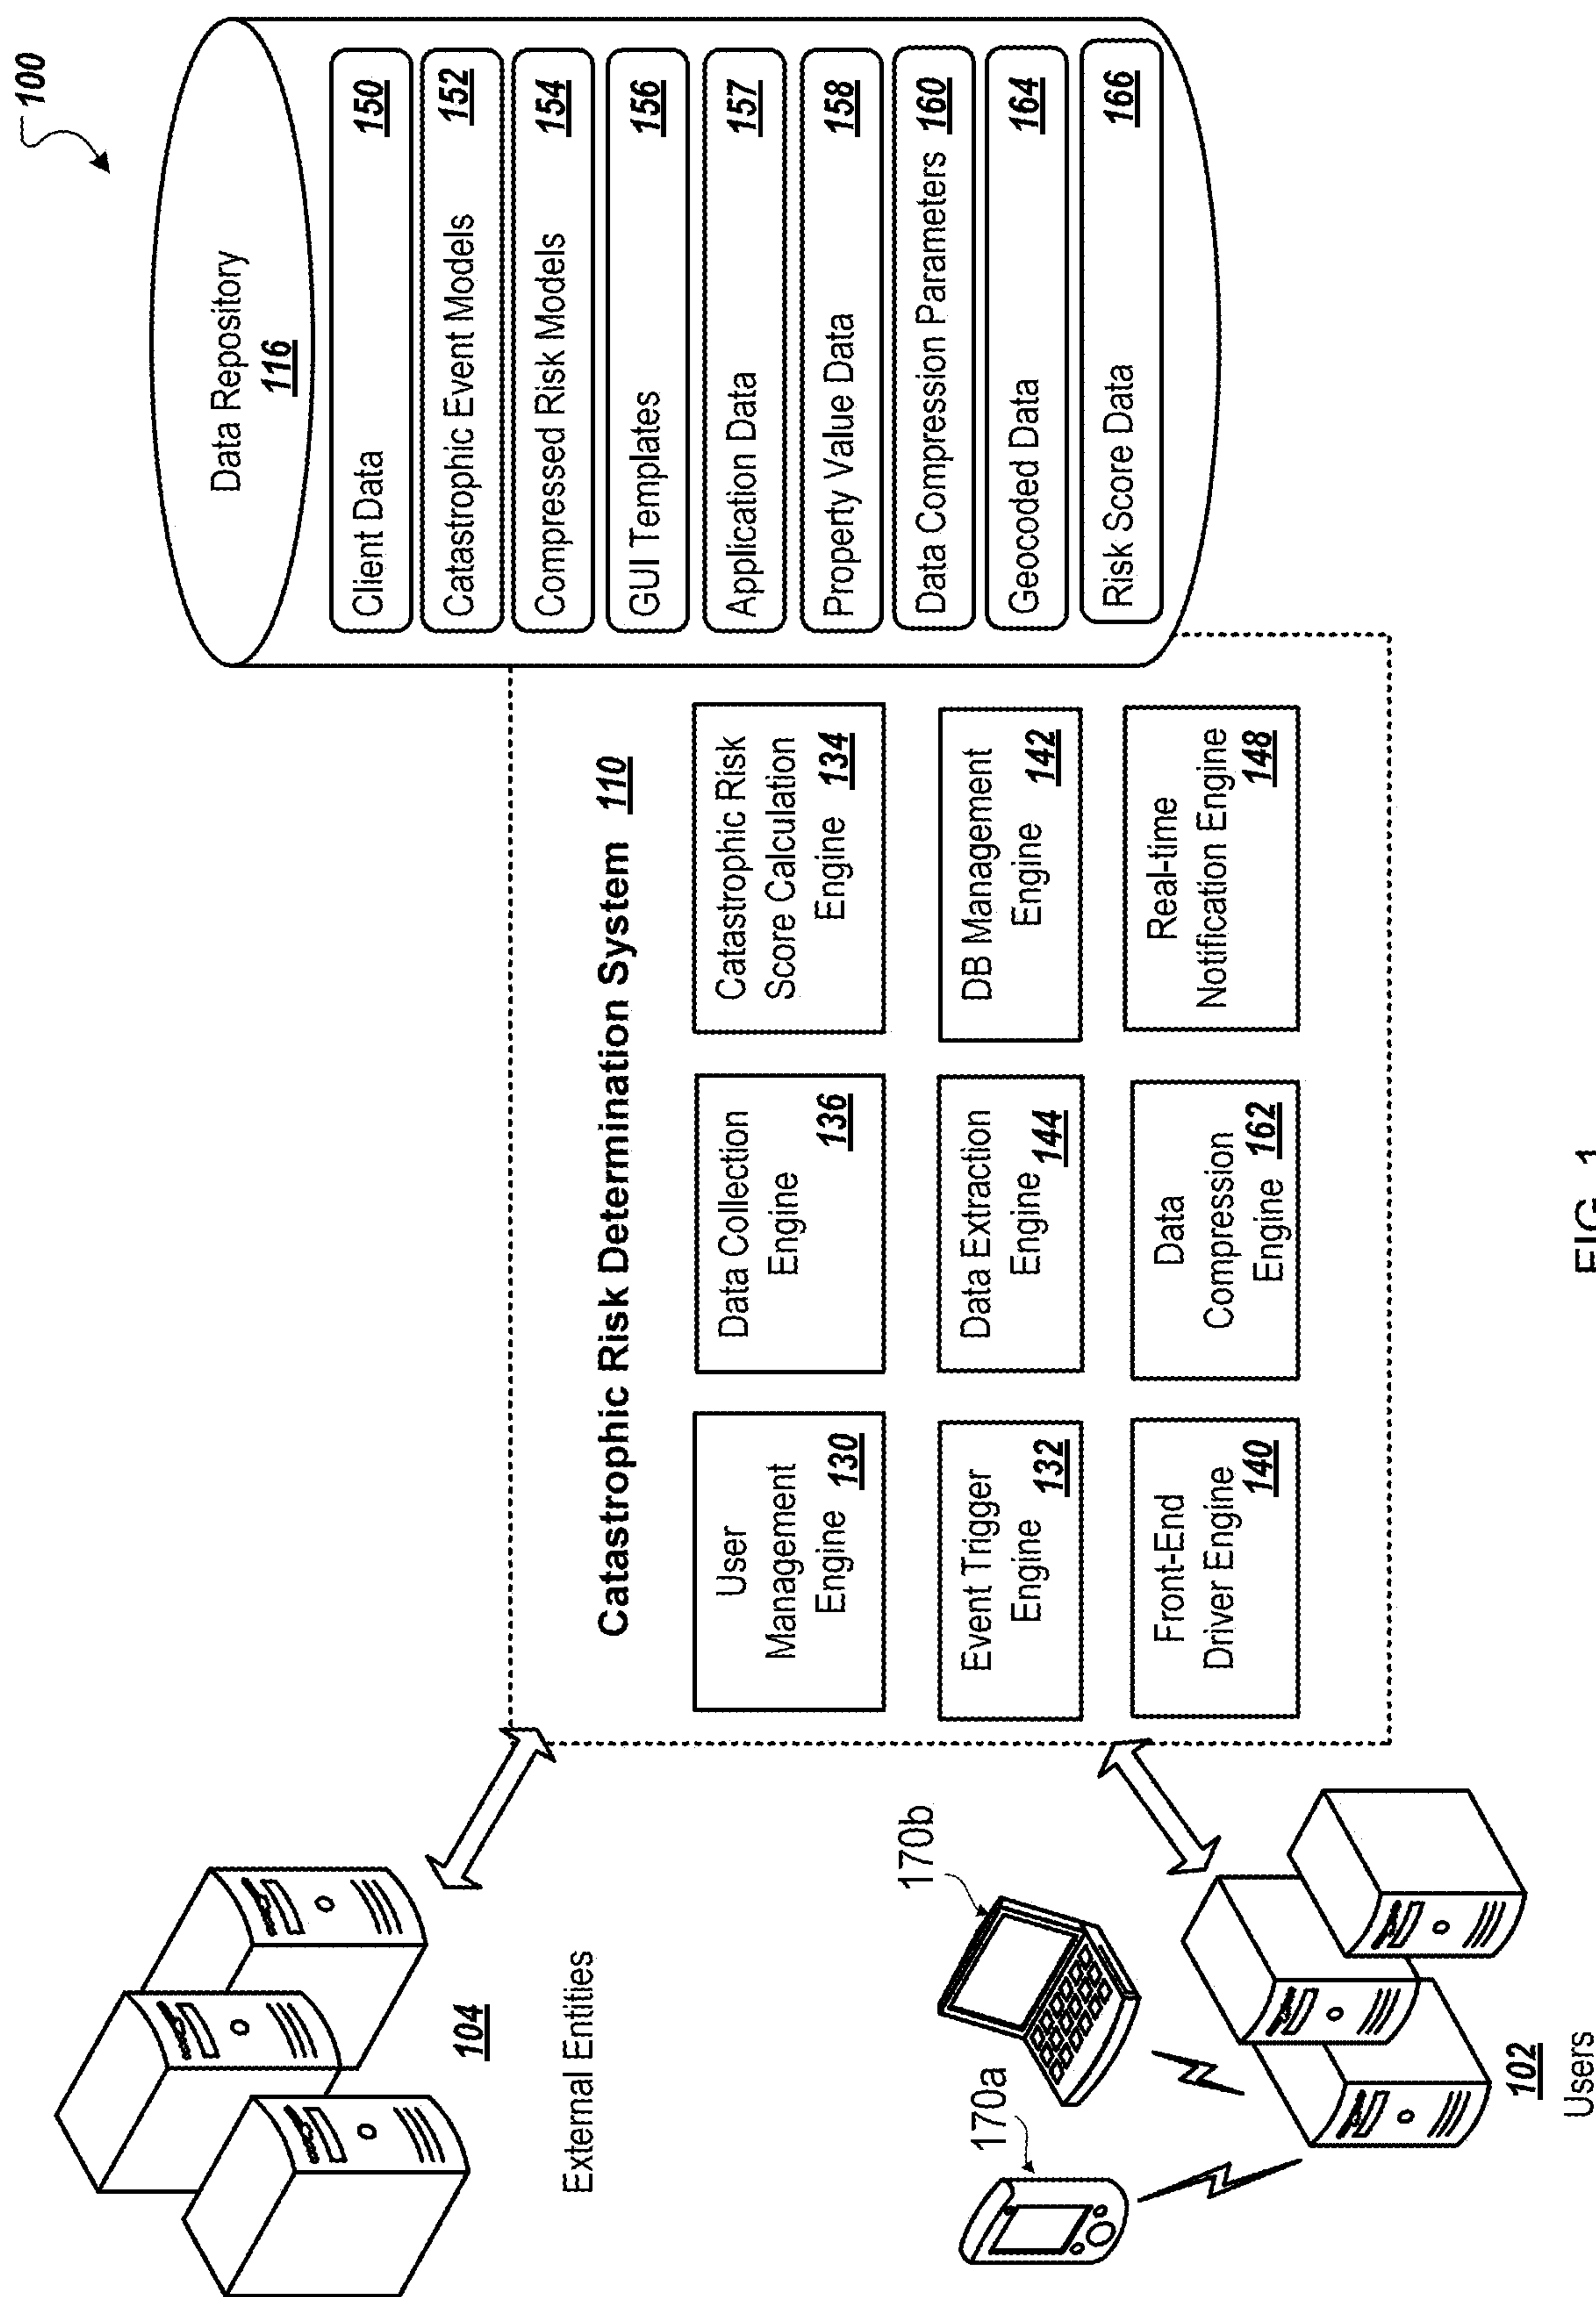 100
Data Repository
116
Client Data 150
Catastrophic Event Models 152
Compressed Risk Models 154
GUI Templates 156
Application Data 157
Property Value Data 158
Data Compression Parameters 160
Geocoded Data 164
Risk Score Data 166
Catastrophic Risk Determination System 110
User
Management
Engine 130
Data Collection
Engine
136
Catastrophic Risk
Score Calculation
Engine 134
Event Trigger
Engine 132
Data Extraction
Engine 144
DB Management
Engine 142
Front-End
Driver Engine
140
Data
Compression
Engine 162
Real-time
Notification Engine
148
104
External Entities
170a
170b
102
Users
FIG. 1